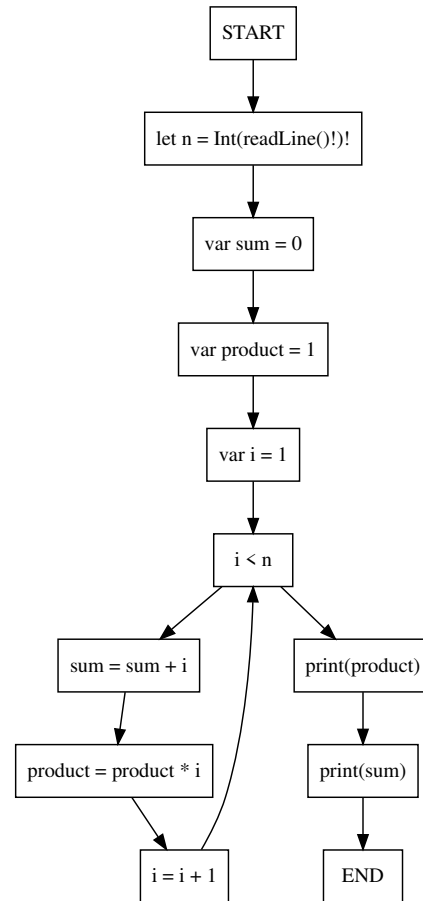 START
let n = Int(readLine()!)!
var sum = 0
var product = 1
var i = 1
i < n
sum = sum + i
print(product)
product = product * i
print(sum)
i = i + 1
END